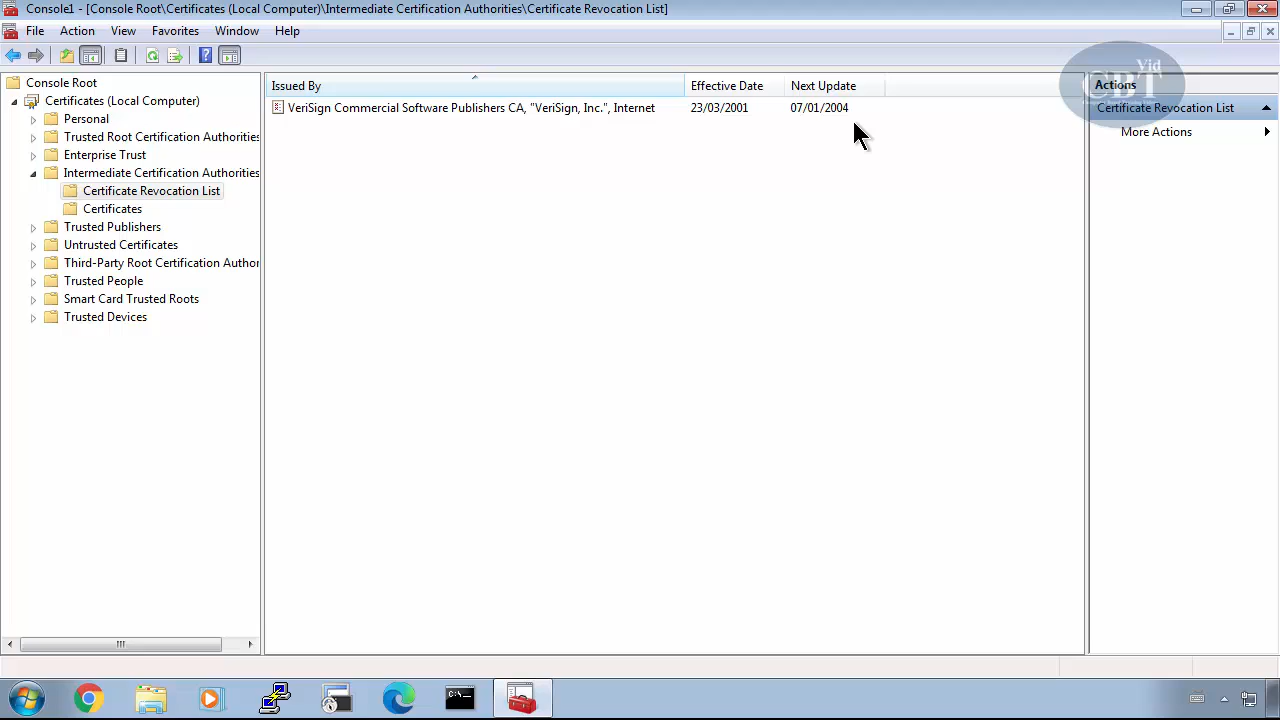 Console1 - [Console Root\Certificates (Local Computer)\Intermediate Certification Authorities\Certificate Revocation List]
File Action View Favorites Window Help
Console Root
Certificates (Local Computer)
Personal
Trusted Root Certification Authorities
Enterprise Trust
Intermediate Certification Authorities
Certificate Revocation List
Certificates
Trusted Publishers
Untrusted Certificates
Third-Party Root Certification Author
Trusted People
Smart Card Trusted Roots
Trusted Devices
Issued By Effective Date Next Update
VeriSign Commercial Software Publishers CA, "VeriSign, Inc.", Internet 23/03/2001 07/01/2004
CBT Vid
Actions
Certificate Revocation List
More Actions